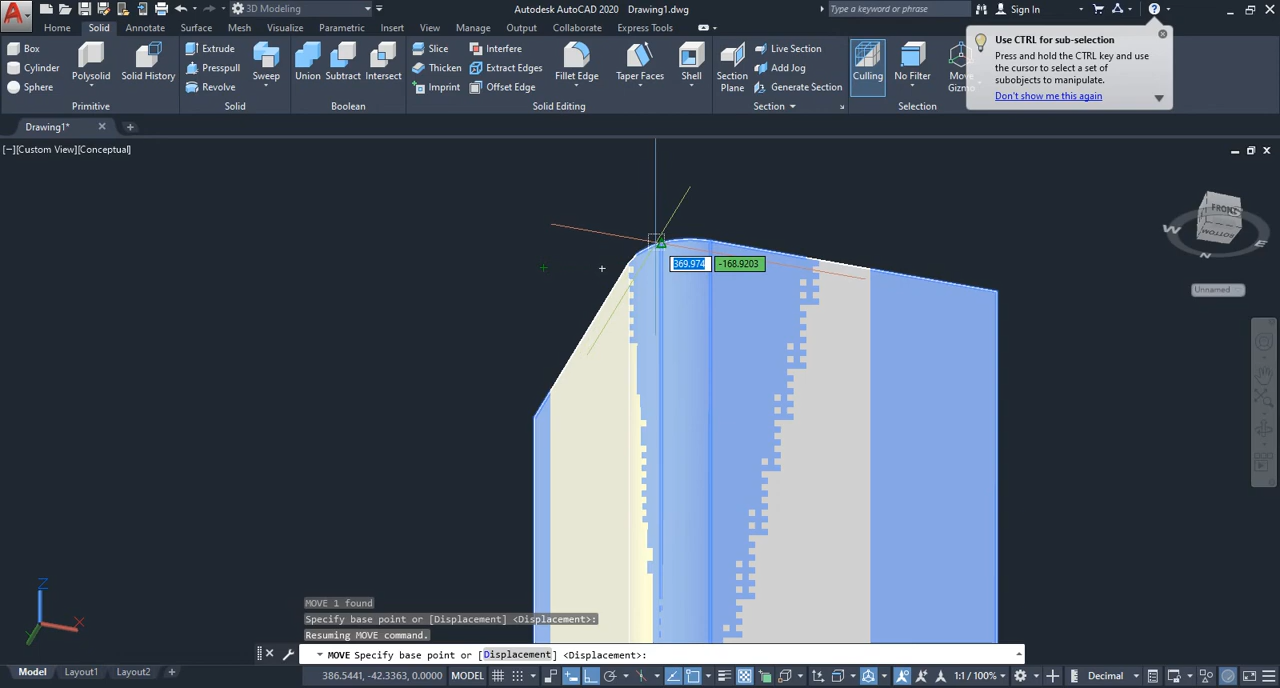 3D Modeling
Autodesk AutoCAD 2020 Drawing1.dwg
Type a keyword or phrase
Sign In
Home Solid Annotate Surface Mesh Visualize Parametric Insert View Manage Output Collaborate Express Tools
Box
Cylinder
Sphere
Polysolid
Solid History
Primitive
Extrude
Presspull
Revolve
Sweep
Solid
Union
Subtract
Intersect
Boolean
Slice
Thicken
Imprint
Interfere
Extract Edges
Offset Edge
Fillet Edge
Taper Faces
Shell
Solid Editing
Section
Plane
Live Section
Add Jog
Generate Section
Section
Culling
No Filter
Move
Gizmo
Selection
Use CTRL for sub-selection
Press and hold the CTRL key and use
the cursor to select a set of
subobjects to manipulate.
Don't show me this again
Drawing1*
[−][Custom View][Conceptual]
FRONT
BOTTOM
W
E
N
Unnamed
369.974
-168.9203
Z
X
Y
MOVE 1 found
Specify base point or [Displacement] <Displacement>:
Resuming MOVE command.
MOVE Specify base point or [Displacement] <Displacement>:
Model Layout1 Layout2
386.5441, -42.3363, 0.0000 MODEL
1:1 / 100%
Decimal